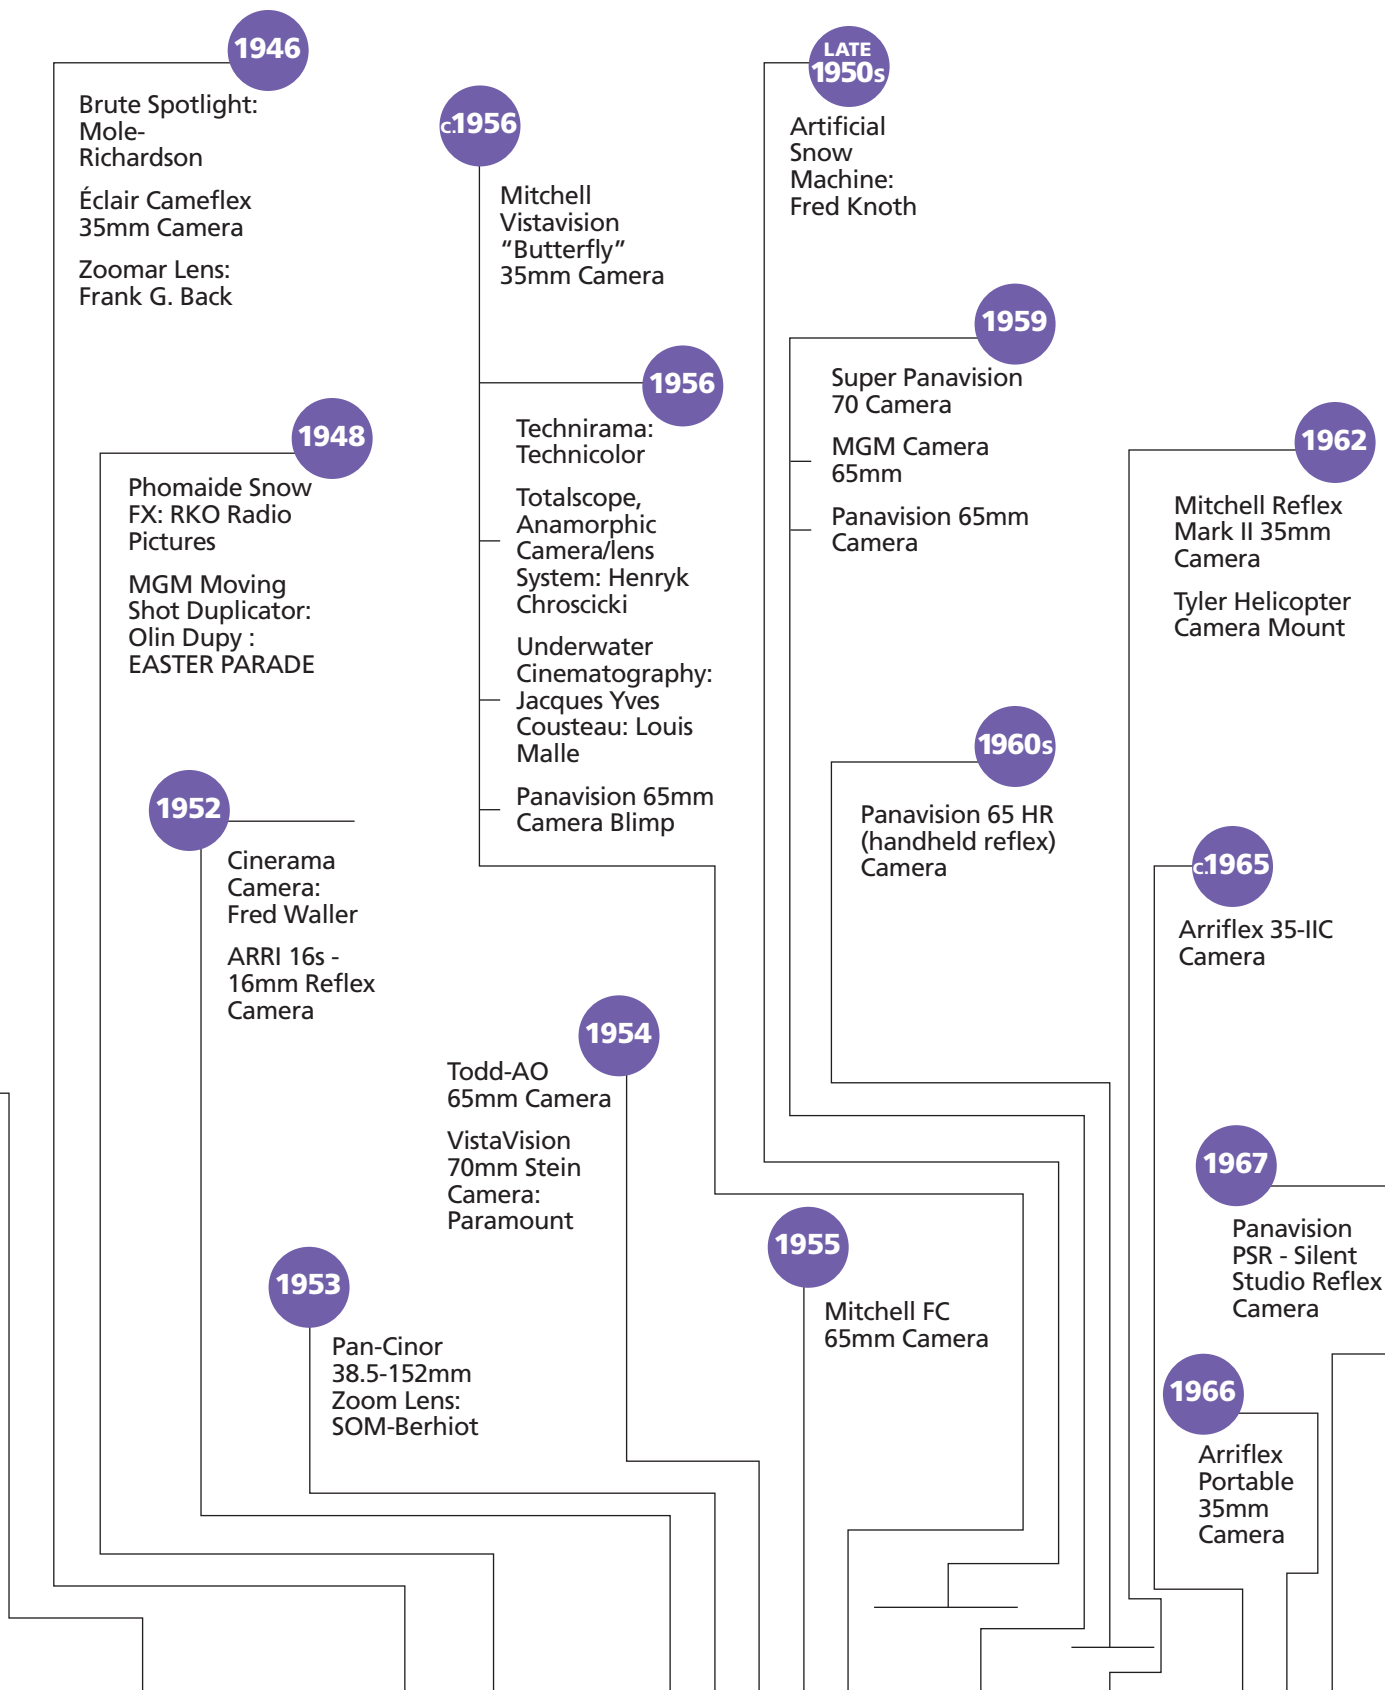 1946
Brute Spotlight:
Mole-
Richardson
Éclair Cameflex
35mm Camera
Zoomar Lens:
Frank G. Back
1948
Phomaide Snow
FX: RKO Radio
Pictures
MGM Moving
Shot Duplicator:
Olin Dupy :
EASTER PARADE
1952
Cinerama
Camera:
Fred Waller
ARRI 16s -
16mm Reflex
Camera
1953
Pan-Cinor
38.5-152mm
Zoom Lens:
SOM-Berhiot
c.1956
Mitchell
Vistavision
“Butterfly”
35mm Camera
1956
Technirama:
Technicolor
Totalscope,
Anamorphic
Camera/lens
System: Henryk
Chroscicki
Underwater
Cinematography:
Jacques Yves
Cousteau: Louis
Malle
Panavision 65mm
Camera Blimp
1954
Todd-AO
65mm Camera
VistaVision
70mm Stein
Camera:
Paramount
1955
Mitchell FC
65mm Camera
LATE
1950s
Artificial
Snow
Machine:
Fred Knoth
1959
Super Panavision
70 Camera
MGM Camera
65mm
Panavision 65mm
Camera
1960s
Panavision 65 HR
(handheld reflex)
Camera
1962
Mitchell Reflex
Mark II 35mm
Camera
Tyler Helicopter
Camera Mount
c.1965
Arriflex 35-IIC
Camera
1967
Panavision
PSR - Silent
Studio Reflex
Camera
1966
Arriflex
Portable
35mm
Camera